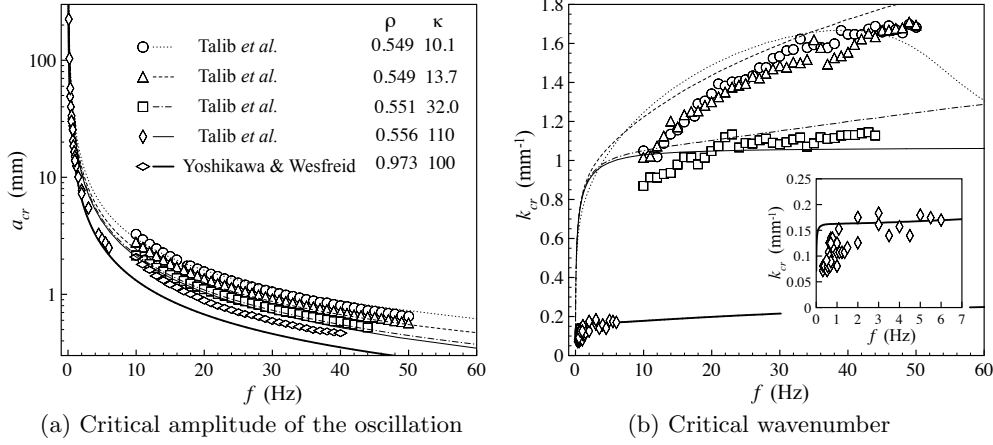 ρ κ
Talib et al. 0.549 10.1
Talib et al. 0.549 13.7
Talib et al. 0.551 32.0
Talib et al. 0.556 110
Yoshikawa & Wesfreid 0.973 100
100
10
1
a_cr (mm)
0 10 20 30 40 50 60
f (Hz)
(a) Critical amplitude of the oscillation
1.8
1.6
1.4
1.2
1
0.8
0.6
0.4
0.2
0
k_cr (mm⁻¹)
0 10 20 30 40 50 60
f (Hz)
0.25
0.2
0.15
0.1
0.05
0
k_cr (mm⁻¹)
0 1 2 3 4 5 6 7
f (Hz)
(b) Critical wavenumber